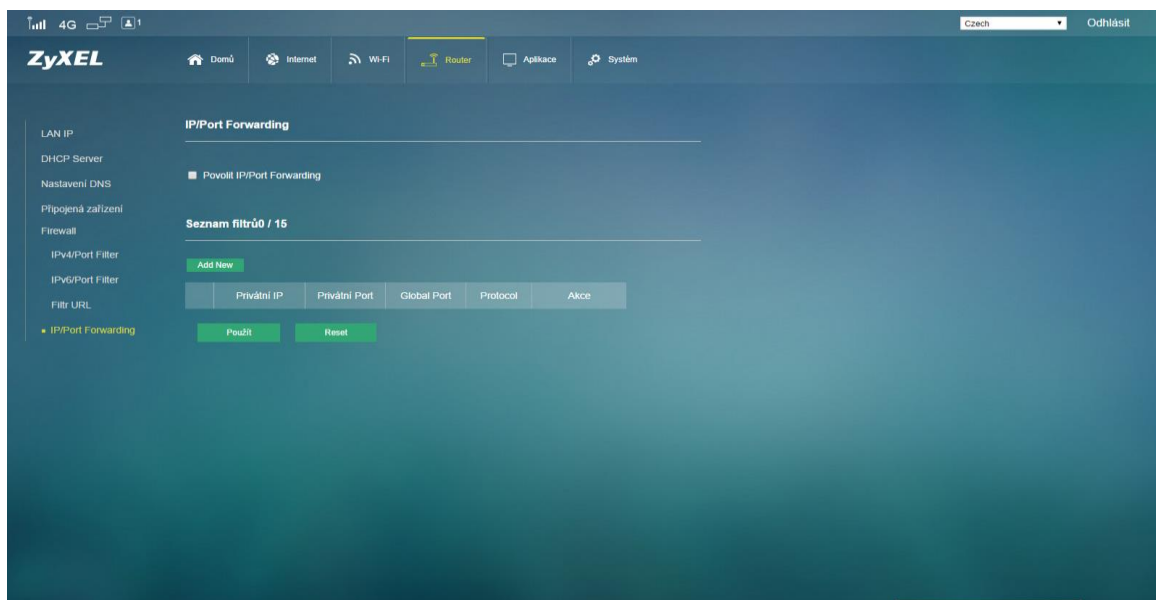 4G 1 Czech Odhlásit
ZyXEL Domů Internet Wi-Fi Router Aplikace Systém
LAN IP
DHCP Server
Nastavení DNS
Připojená zařízení
Firewall
IPv4/Port Filter
IPv6/Port Filter
Filtr URL
IP/Port Forwarding
IP/Port Forwarding
Povolit IP/Port Forwarding
Seznam filtrů0 / 15
Add New
Privátní IP Privátní Port Global Port Protocol Akce
Použít Reset